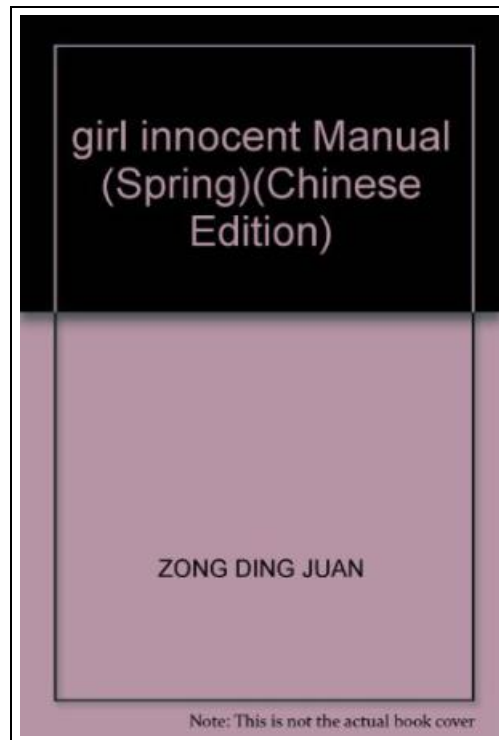 girl innocent Manual
(Spring)(Chinese
Edition)
ZONG DING JUAN
Note: This is not the actual book cover